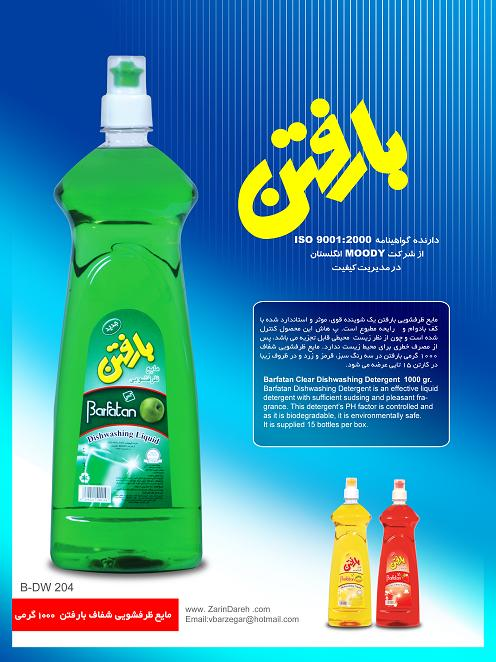 بارفتن
دارنده گواهینامه ISO 9001:2000
از شرکت MOODY انگلستان
در مدیریت کیفیت
مایع ظرفشویی بارفتن یک شوینده قوی، موثر و استاندارد شده با
کف بادوام و رایحه مطبوع است. پ هاش این محصول کنترل
شده است و چون از نظر زیست محیطی قابل تجزیه می باشد، پس
از مصرف خطری برای محیط زیست ندارد. مایع ظرفشویی شفاف
۱۰۰۰ گرمی بارفتن در سه رنگ سبز، قرمز و زرد و در ظروف زیبا
در کارتن ۱۵ تایی عرضه می شود.
Barfatan Clear Dishwashing Detergent 1000 gr.
Barfatan Dishwashing Detergent is an effective liquid
detergent with sufficient sudsing and pleasant fra-
grance. This detergent's PH factor is controlled and
as it is biodegradable, it is environmentally safe.
It is supplied 15 bottles per box.
جدید
بارفتن
مایع
ظرفشویی
Barfatan
Dishwashing Liquid
بارفتن
Barfatan
بارفتن
Barfatan
B-DW 204
مایع ظرفشویی شفاف بارفتن ۱۰۰۰ گرمی
www. ZarinDareh .com
Email:vbarzegar@hotmail.com